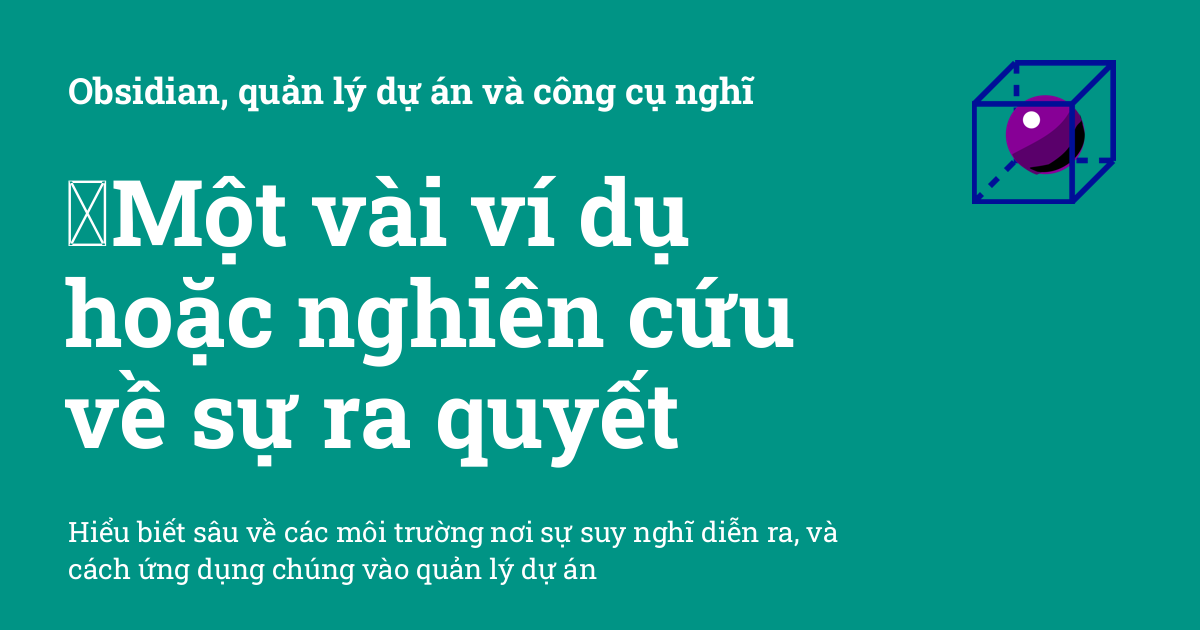 Obsidian, quản lý dự án và công cụ nghĩ
Một vài ví dụ
hoặc nghiên cứu
về sự ra quyết
Hiểu biết sâu về các môi trường nơi sự suy nghĩ diễn ra, và
cách ứng dụng chúng vào quản lý dự án